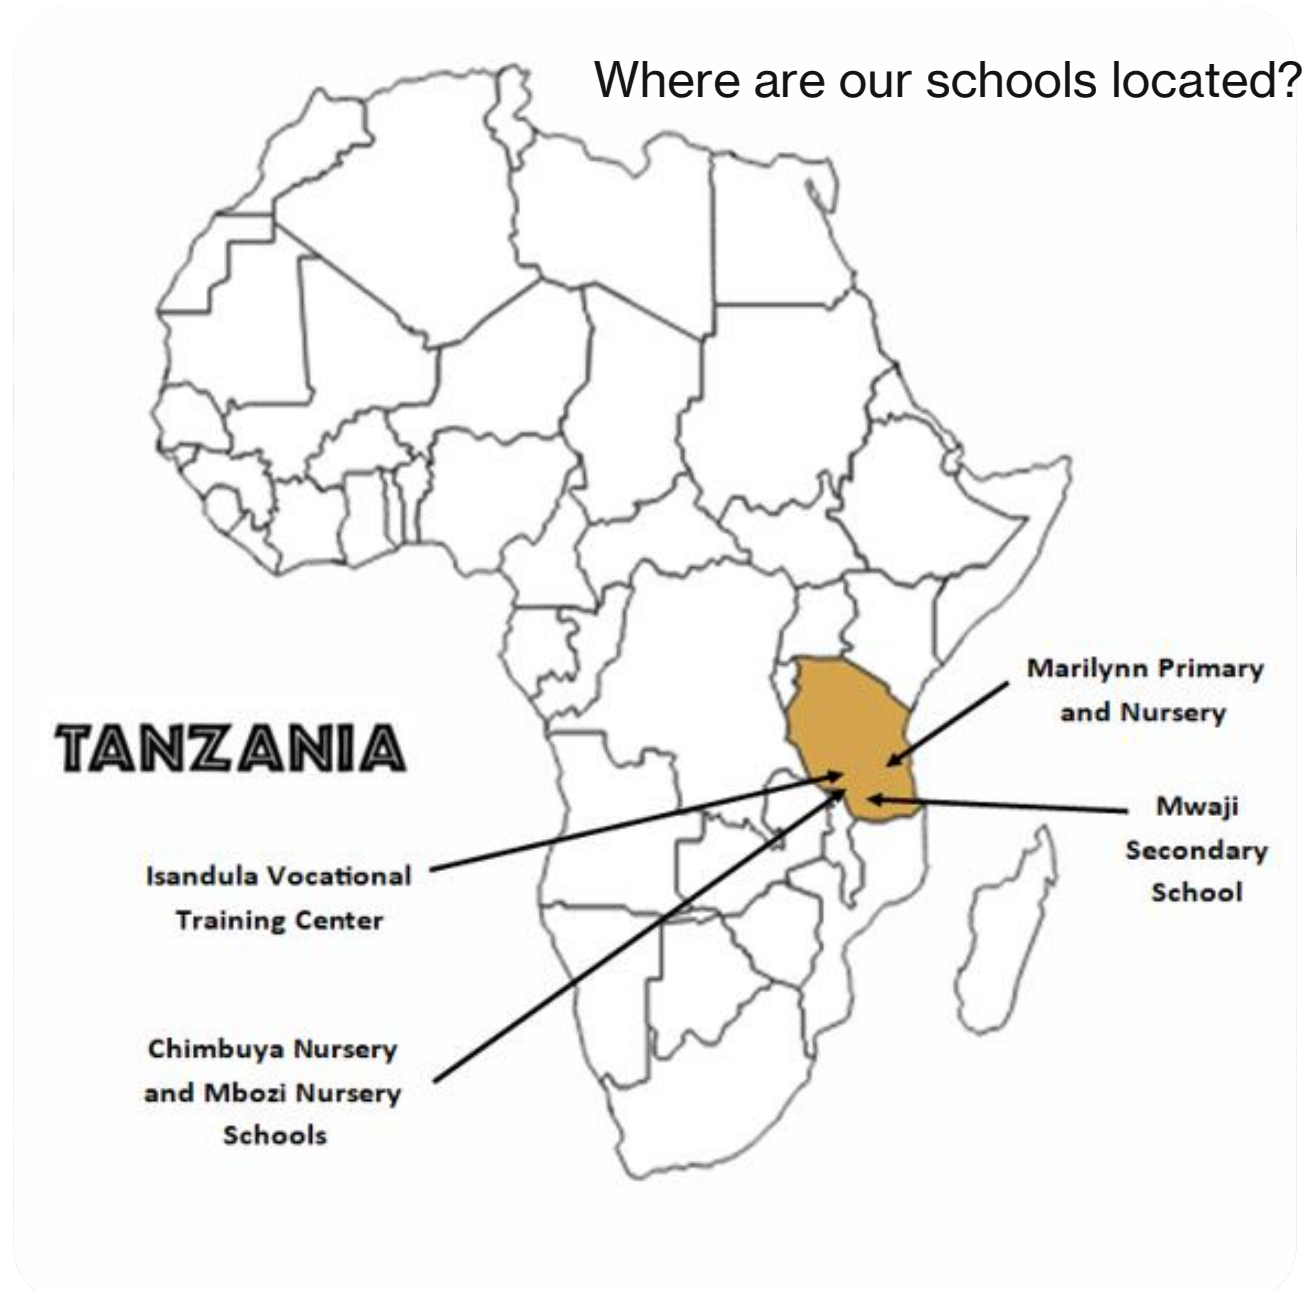 Where are our schools located?
Marilynn Primary
and Nursery
TANZANIA
Mwaji
Secondary
School
Isandula Vocational
Training Center
Chimbuya Nursery
and Mbozi Nursery
Schools